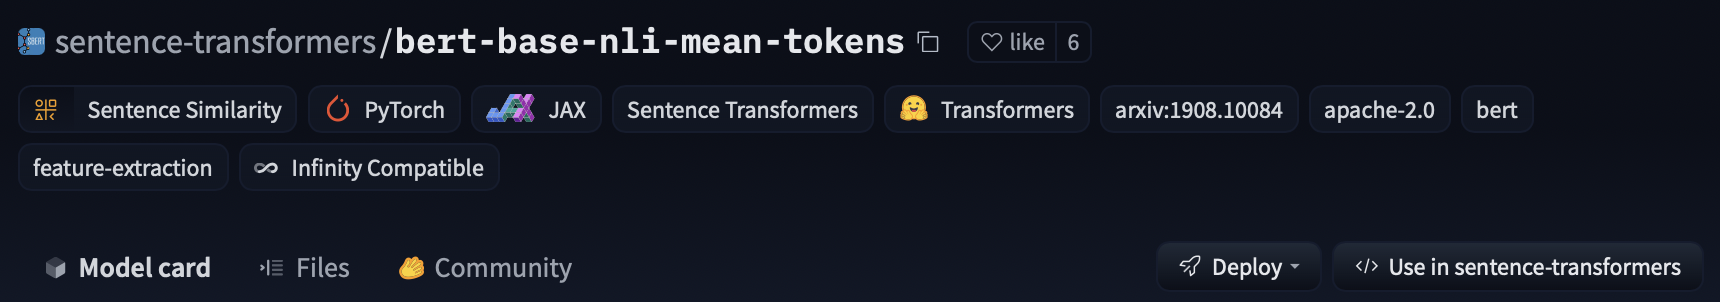 sentence-transformers/bert-base-nli-mean-tokens like 6
Sentence Similarity PyTorch JAX Sentence Transformers Transformers arxiv:1908.10084 apache-2.0 bert
feature-extraction Infinity Compatible
Model card Files Community Deploy </> Use in sentence-transformers